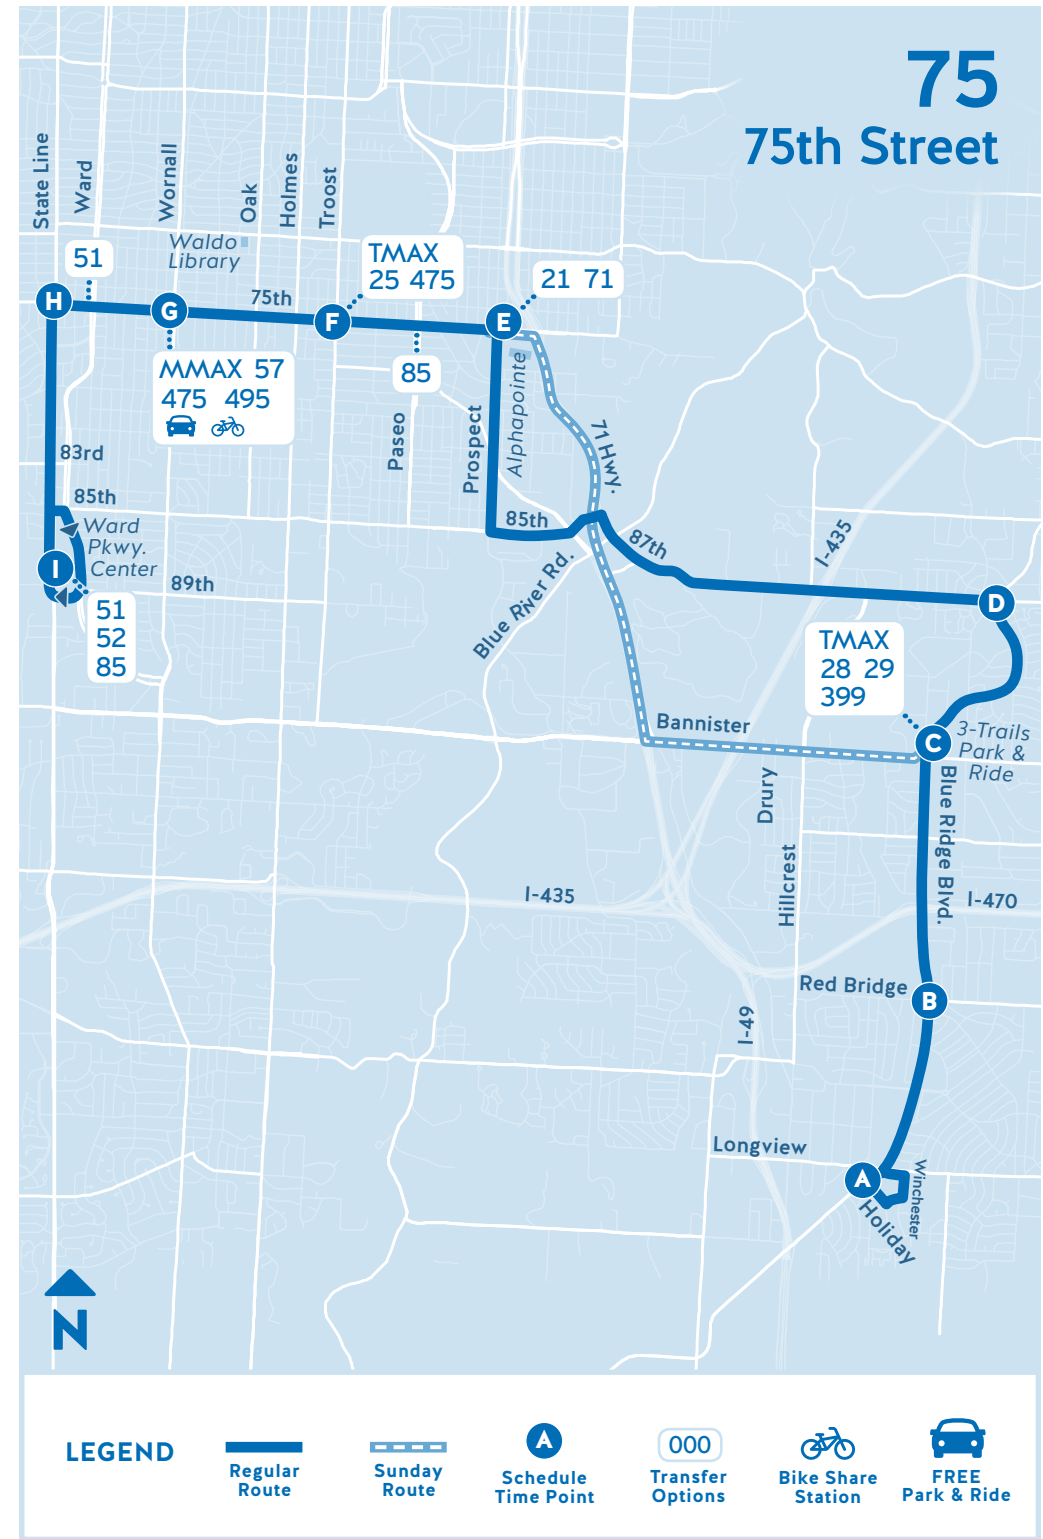 75
75th Street
State Line
Ward
Wornall
Oak
Holmes
Troost
Waldo
Library
51
TMAX
25 475
21 71
H
G
75th
F
E
MMAX 57
475 495
85
Alphapointe
Paseo
Prospect
71 Hwy.
83rd
85th
Ward
Pkwy.
Center
I
89th
51
52
85
85th
87th
Blue River Rd.
I-435
D
TMAX
28 29
399
Bannister
C
3-Trails
Park &
Ride
Drury
Blue Ridge Blvd.
Hillcrest
I-435
I-470
Red Bridge
B
I-49
Longview
A
Winchester
Holiday
N
LEGEND
Regular
Route
Sunday
Route
A
Schedule
Time Point
000
Transfer
Options
Bike Share
Station
FREE
Park & Ride